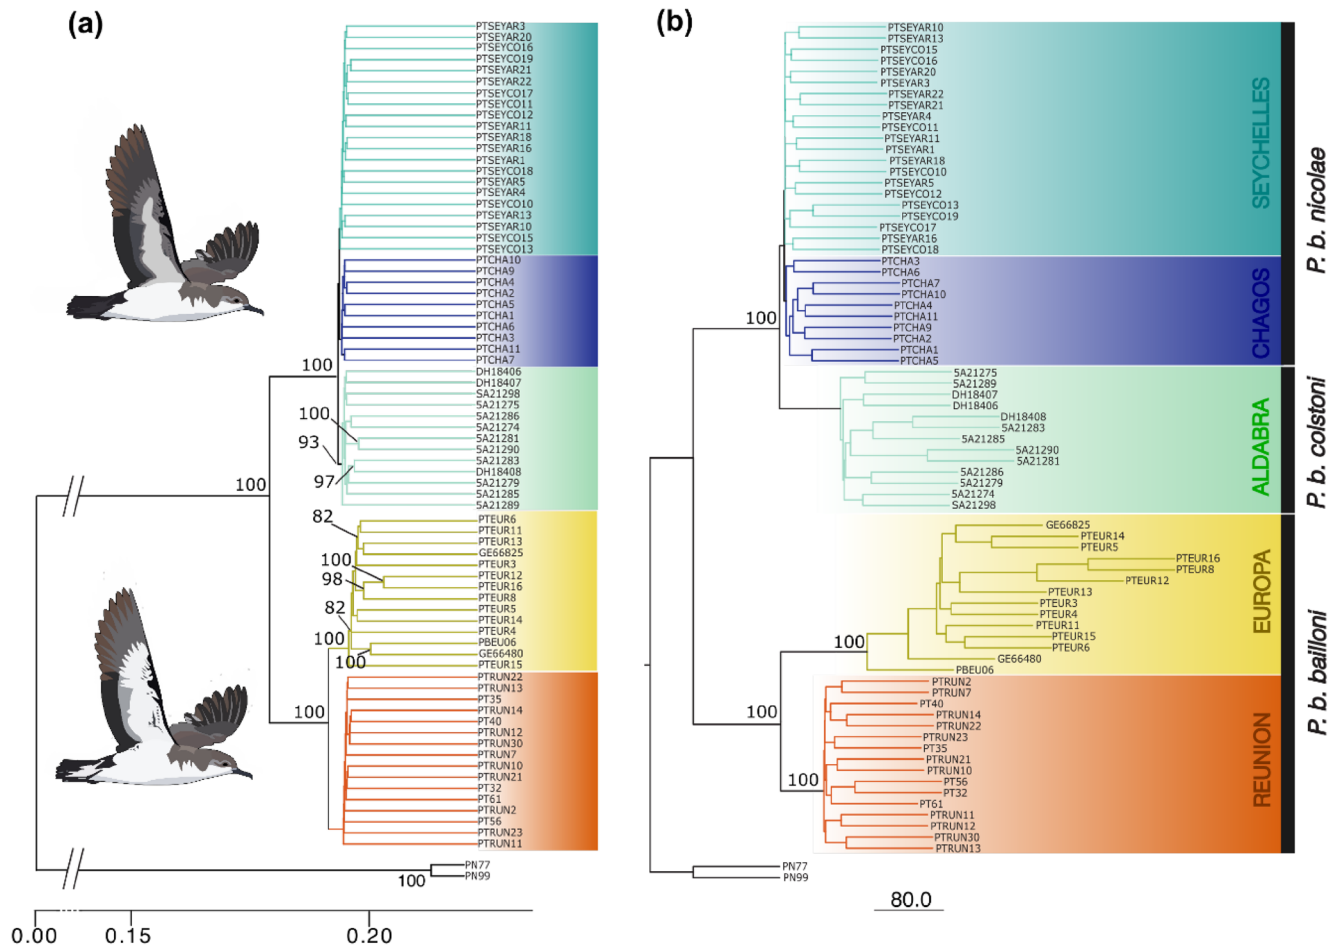 (a)
PTSEYAR3
PTSEYAR20
PTSEYCO16
PTSEYCO19
PTSEYAR21
PTSEYAR22
PTSEYCO17
PTSEYCO11
PTSEYCO12
PTSEYAR11
PTSEYAR18
PTSEYAR16
PTSEYAR1
PTSEYCO18
PTSEYAR5
PTSEYAR4
PTSEYCO10
PTSEYAR13
PTSEYAR10
PTSEYCO15
PTSEYCO13
PTCHA10
PTCHA9
PTCHA4
PTCHA2
PTCHA5
PTCHA1
PTCHA6
PTCHA3
PTCHA11
PTCHA7
DH18406
DH18407
SA21298
5A21275
5A21286
5A21274
5A21281
5A21290
5A21283
DH18408
5A21279
5A21285
5A21289
PTEUR6
PTEUR11
PTEUR13
GE66825
PTEUR3
PTEUR12
PTEUR16
PTEUR8
PTEUR5
PTEUR14
PTEUR4
PBEU06
GE66480
PTEUR15
PTRUN22
PTRUN13
PT35
PTRUN14
PT40
PTRUN12
PTRUN30
PTRUN7
PTRUN10
PTRUN21
PT32
PT61
PTRUN2
PT56
PTRUN23
PTRUN11
PN77
PN99
100
100
93
97
100
82
100
98
82
100
100
100
100
0.00
0.15
0.20
(b)
PTSEYAR10
PTSEYAR13
PTSEYCO15
PTSEYCO16
PTSEYAR20
PTSEYAR3
PTSEYAR22
PTSEYAR21
PTSEYAR4
PTSEYCO11
PTSEYAR11
PTSEYAR1
PTSEYAR18
PTSEYCO10
PTSEYAR5
PTSEYCO12
PTSEYCO13
PTSEYCO19
PTSEYCO17
PTSEYAR16
PTSEYCO18
PTCHA3
PTCHA6
PTCHA7
PTCHA10
PTCHA4
PTCHA11
PTCHA9
PTCHA2
PTCHA1
PTCHA5
5A21275
5A21289
DH18407
DH18406
DH18408
5A21283
5A21285
5A21290
5A21281
5A21286
5A21279
5A21274
SA21298
GE66825
PTEUR14
PTEUR5
PTEUR16
PTEUR8
PTEUR12
PTEUR13
PTEUR3
PTEUR4
PTEUR11
PTEUR15
PTEUR6
GE66480
PBEU06
PTRUN2
PTRUN7
PT40
PTRUN14
PTRUN22
PTRUN23
PT35
PTRUN21
PTRUN10
PT56
PT32
PT61
PTRUN11
PTRUN12
PTRUN30
PTRUN13
PN77
PN99
100
100
100
100
80.0
SEYCHELLES
CHAGOS
ALDABRA
EUROPA
REUNION
P. b. nicolae
P. b. colstoni
P. b. bailloni